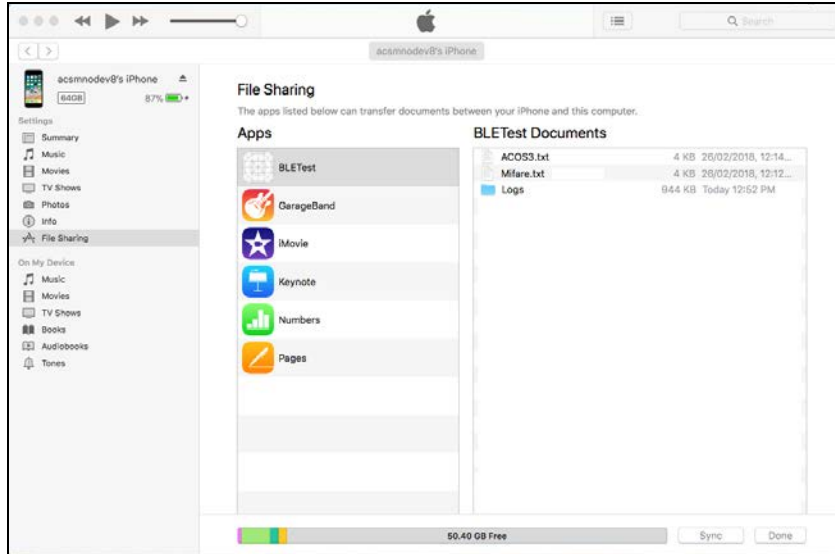 Search
acsmnodev8's iPhone
acsmnodev8's iPhone
64GB 87%
Settings
Summary
Music
Movies
TV Shows
Photos
Info
File Sharing
On My Device
Music
Movies
TV Shows
Books
Audiobooks
Tones
File Sharing
The apps listed below can transfer documents between your iPhone and this computer.
Apps
BLETest
GarageBand
iMovie
Keynote
Numbers
Pages
BLETest Documents
ACOS3.txt 4 KB 26/02/2018, 12:14...
Mifare.txt 4 KB 26/02/2018, 12:12...
Logs 944 KB Today 12:52 PM
50.40 GB Free
Sync
Done